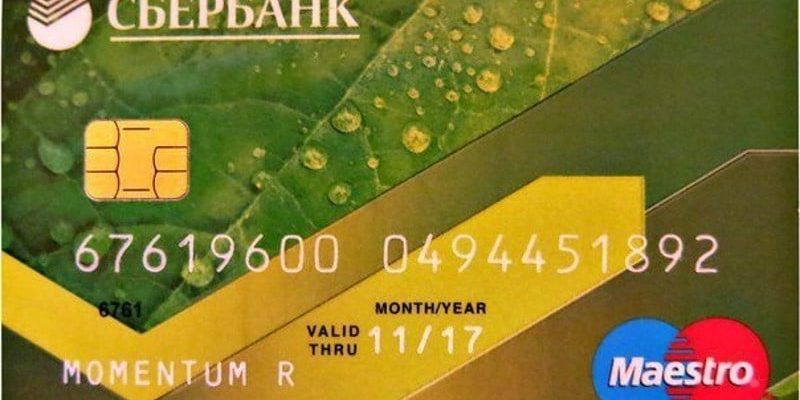 СБЕРБАНК
67619600 0494451892
6761
MONTH/YEAR
VALID THRU 11/17
MOMENTUM R
Maestro